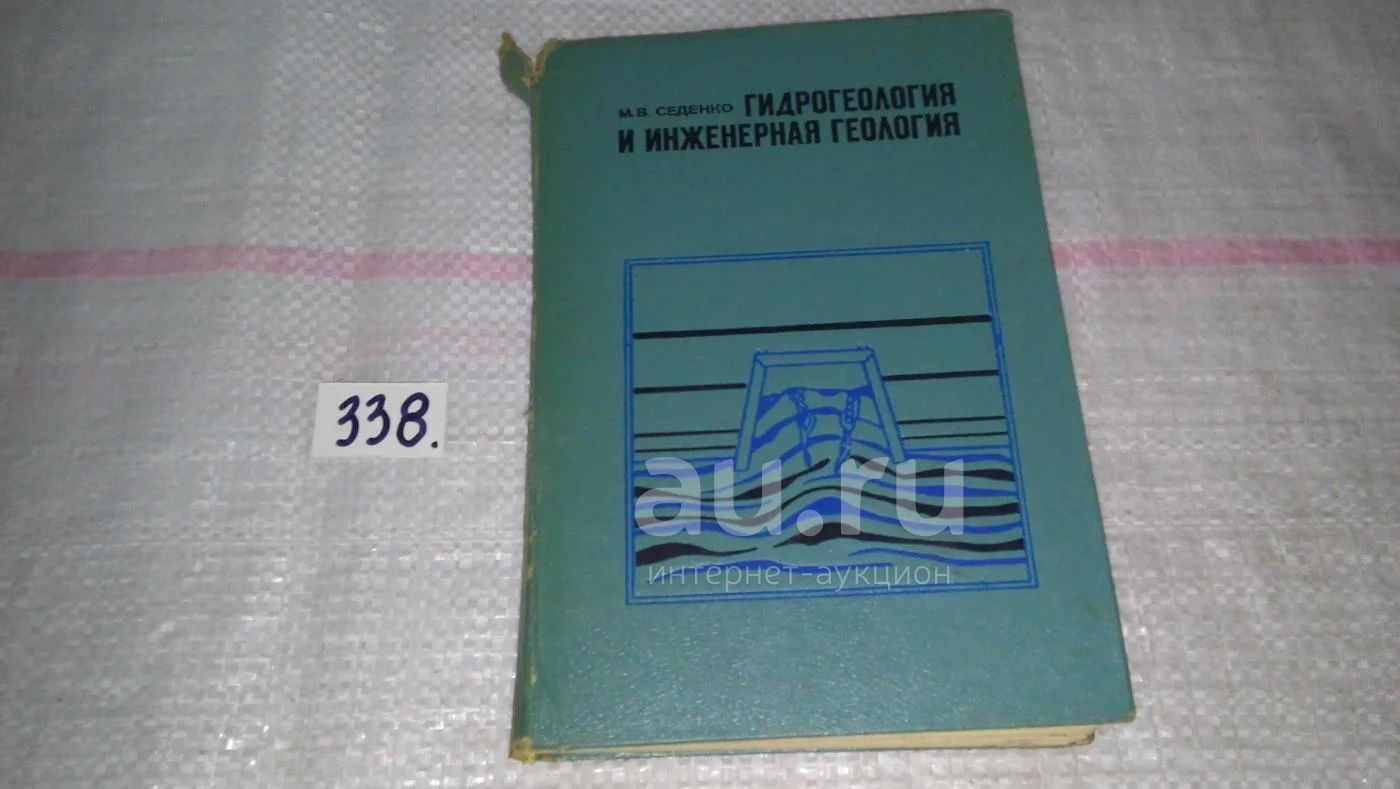 М.В. СЕДЕНКО ГИДРОГЕОЛОГИЯ
И ИНЖЕНЕРНАЯ ГЕОЛОГИЯ
338.
au.ru
интернет-аукцион